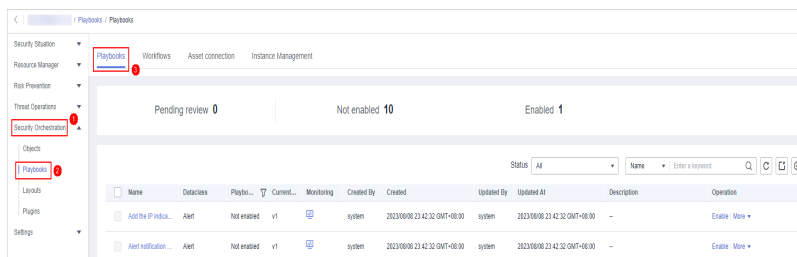 / Playbooks / Playbooks
Security Situation
Resource Manager
Risk Prevention
Threat Operations
Security Orchestration 1
Objects
Playbooks 2
Layouts
Plugins
Settings
Playbooks Workflows Asset connection Instance Management
3
Pending review 0 Not enabled 10 Enabled 1
Status All Name Enter a keyword
Name Dataclass Playbo... Current... Monitoring Created By Created Updated By Updated At Description Operation
Add the IP indica... Alert Not enabled v1 system 2023/08/08 23:42:32 GMT+08:00 system 2023/08/08 23:42:32 GMT+08:00 – Enable More
Alert notification ... Alert Not enabled v1 system 2023/08/08 23:42:32 GMT+08:00 system 2023/08/08 23:42:32 GMT+08:00 – Enable More